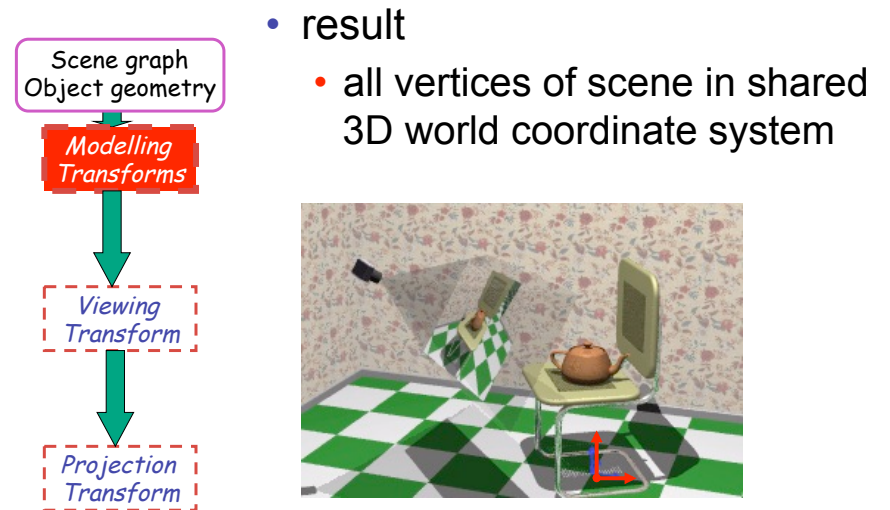 • result
• all vertices of scene in shared
3D world coordinate system
Scene graph
Object geometry
Modelling
Transforms
Viewing
Transform
Projection
Transform